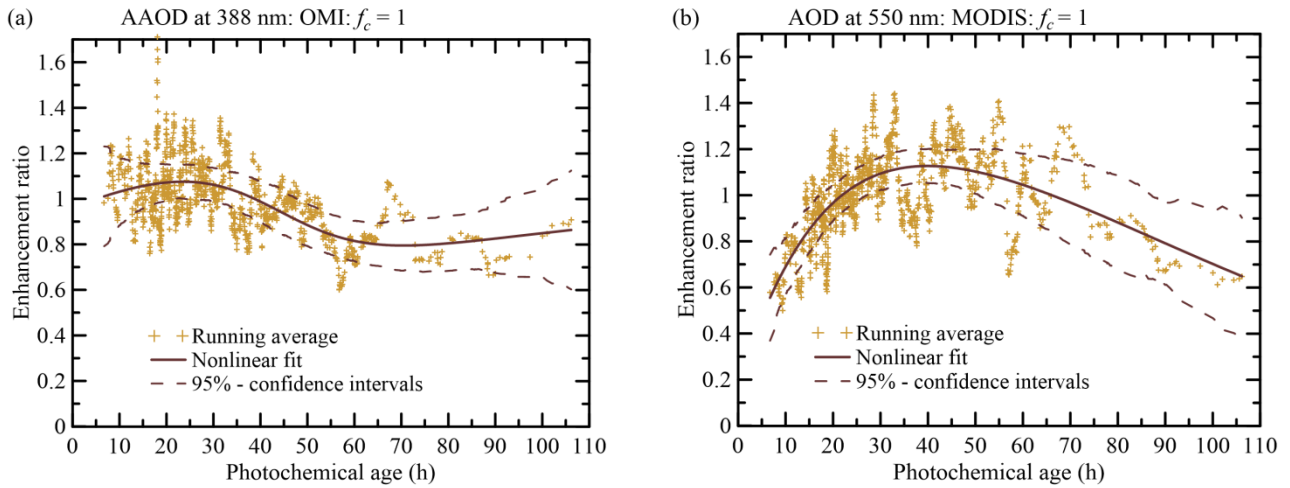 (a) AAOD at 388 nm: OMI: f_c = 1
Enhancement ratio
1.6
1.4
1.2
1
0.8
0.6
0.4
0.2
0
+ + Running average
Nonlinear fit
95% - confidence intervals
0 10 20 30 40 50 60 70 80 90 100 110
Photochemical age (h)
(b) AOD at 550 nm: MODIS: f_c = 1
Enhancement ratio
1.6
1.4
1.2
1.0
0.8
0.6
0.4
0.2
0.0
+ + Running average
Nonlinear fit
95% - confidence intervals
0 10 20 30 40 50 60 70 80 90 100 110
Photochemical age (h)